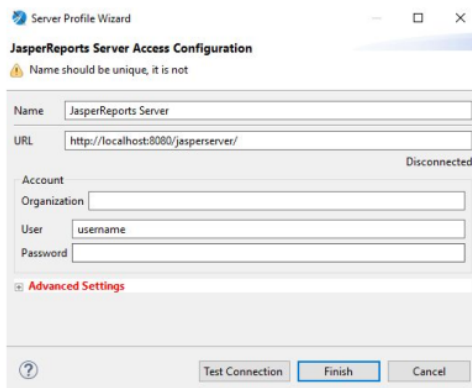 Server Profile Wizard
JasperReports Server Access Configuration
Name should be unique, it is not
Name JasperReports Server
URL http://localhost:8080/jasperserver/
Disconnected
Account
Organization
User username
Password
Advanced Settings
Test Connection Finish Cancel